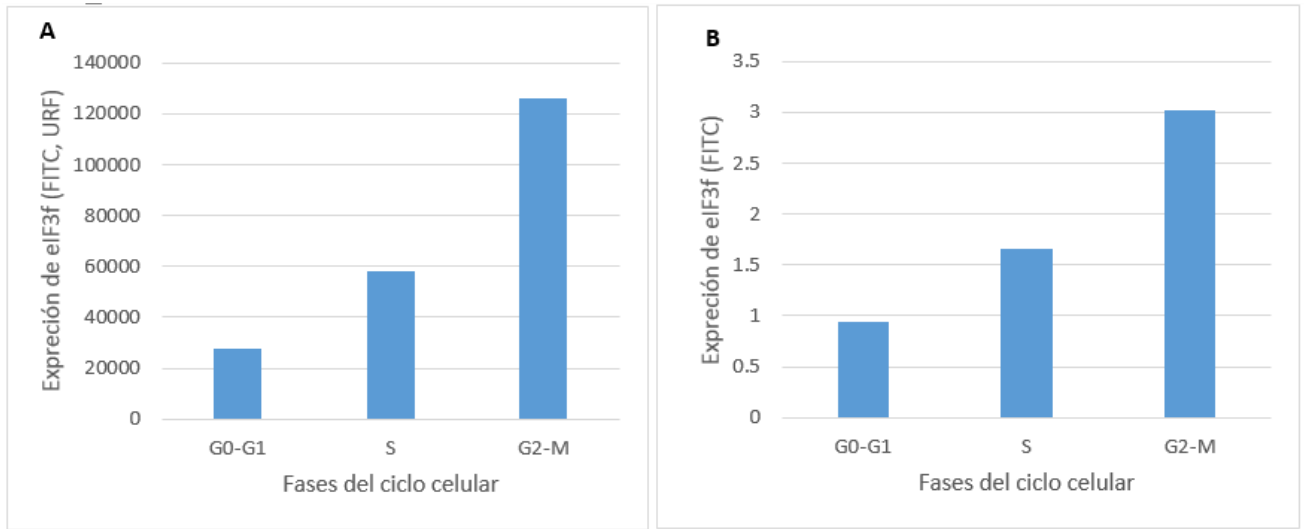 A
Expreción de eIF3f (FITC, URF)
140000
120000
100000
80000
60000
40000
20000
0
G0-G1 S G2-M
Fases del ciclo celular
B
Expreción de eIF3f (FITC)
3.5
3
2.5
2
1.5
1
0.5
0
G0-G1 S G2-M
Fases del ciclo celular